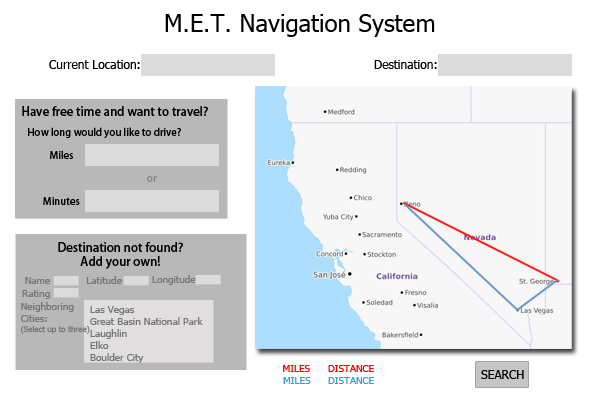 M.E.T. Navigation System
Current Location:
Destination:
Have free time and want to travel?
How long would you like to drive?
Miles
or
Minutes
Destination not found?
Add your own!
Name
Latitude
Longitude
Rating
Neighboring
Cities:
(Select up to three)
Las Vegas
Great Basin National Park
Laughlin
Elko
Boulder City
Medford
Eureka
Redding
Chico
Reno
Yuba City
Sacramento
Nevada
Concord
Stockton
San José
California
St. George
Fresno
Soledad
Visalia
Las Vegas
Bakersfield
MILES DISTANCE
MILES DISTANCE
SEARCH